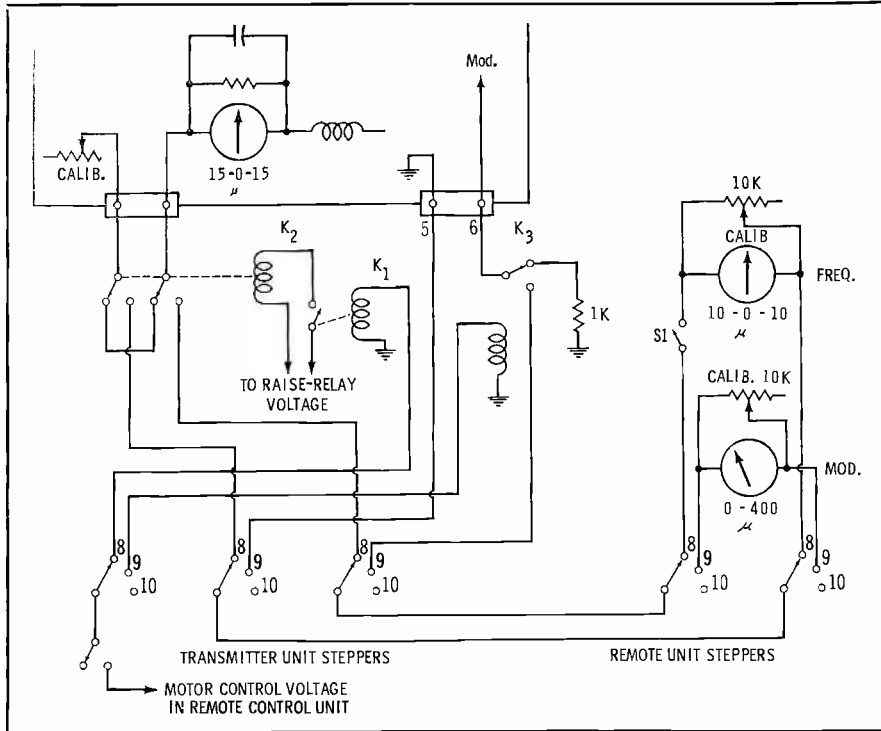 Mod.
CALIB.
15-0-15
μ
5
6
K3
K2
K1
1K
TO RAISE-RELAY
VOLTAGE
10K
CALIB
FREQ.
10-0-10
μ
S1
CALIB. 10K
MOD.
0-400
μ
8
9
10
8
9
10
8
9
10
8
9
10
8
9
10
TRANSMITTER UNIT STEPPERS
REMOTE UNIT STEPPERS
MOTOR CONTROL VOLTAGE
IN REMOTE CONTROL UNIT